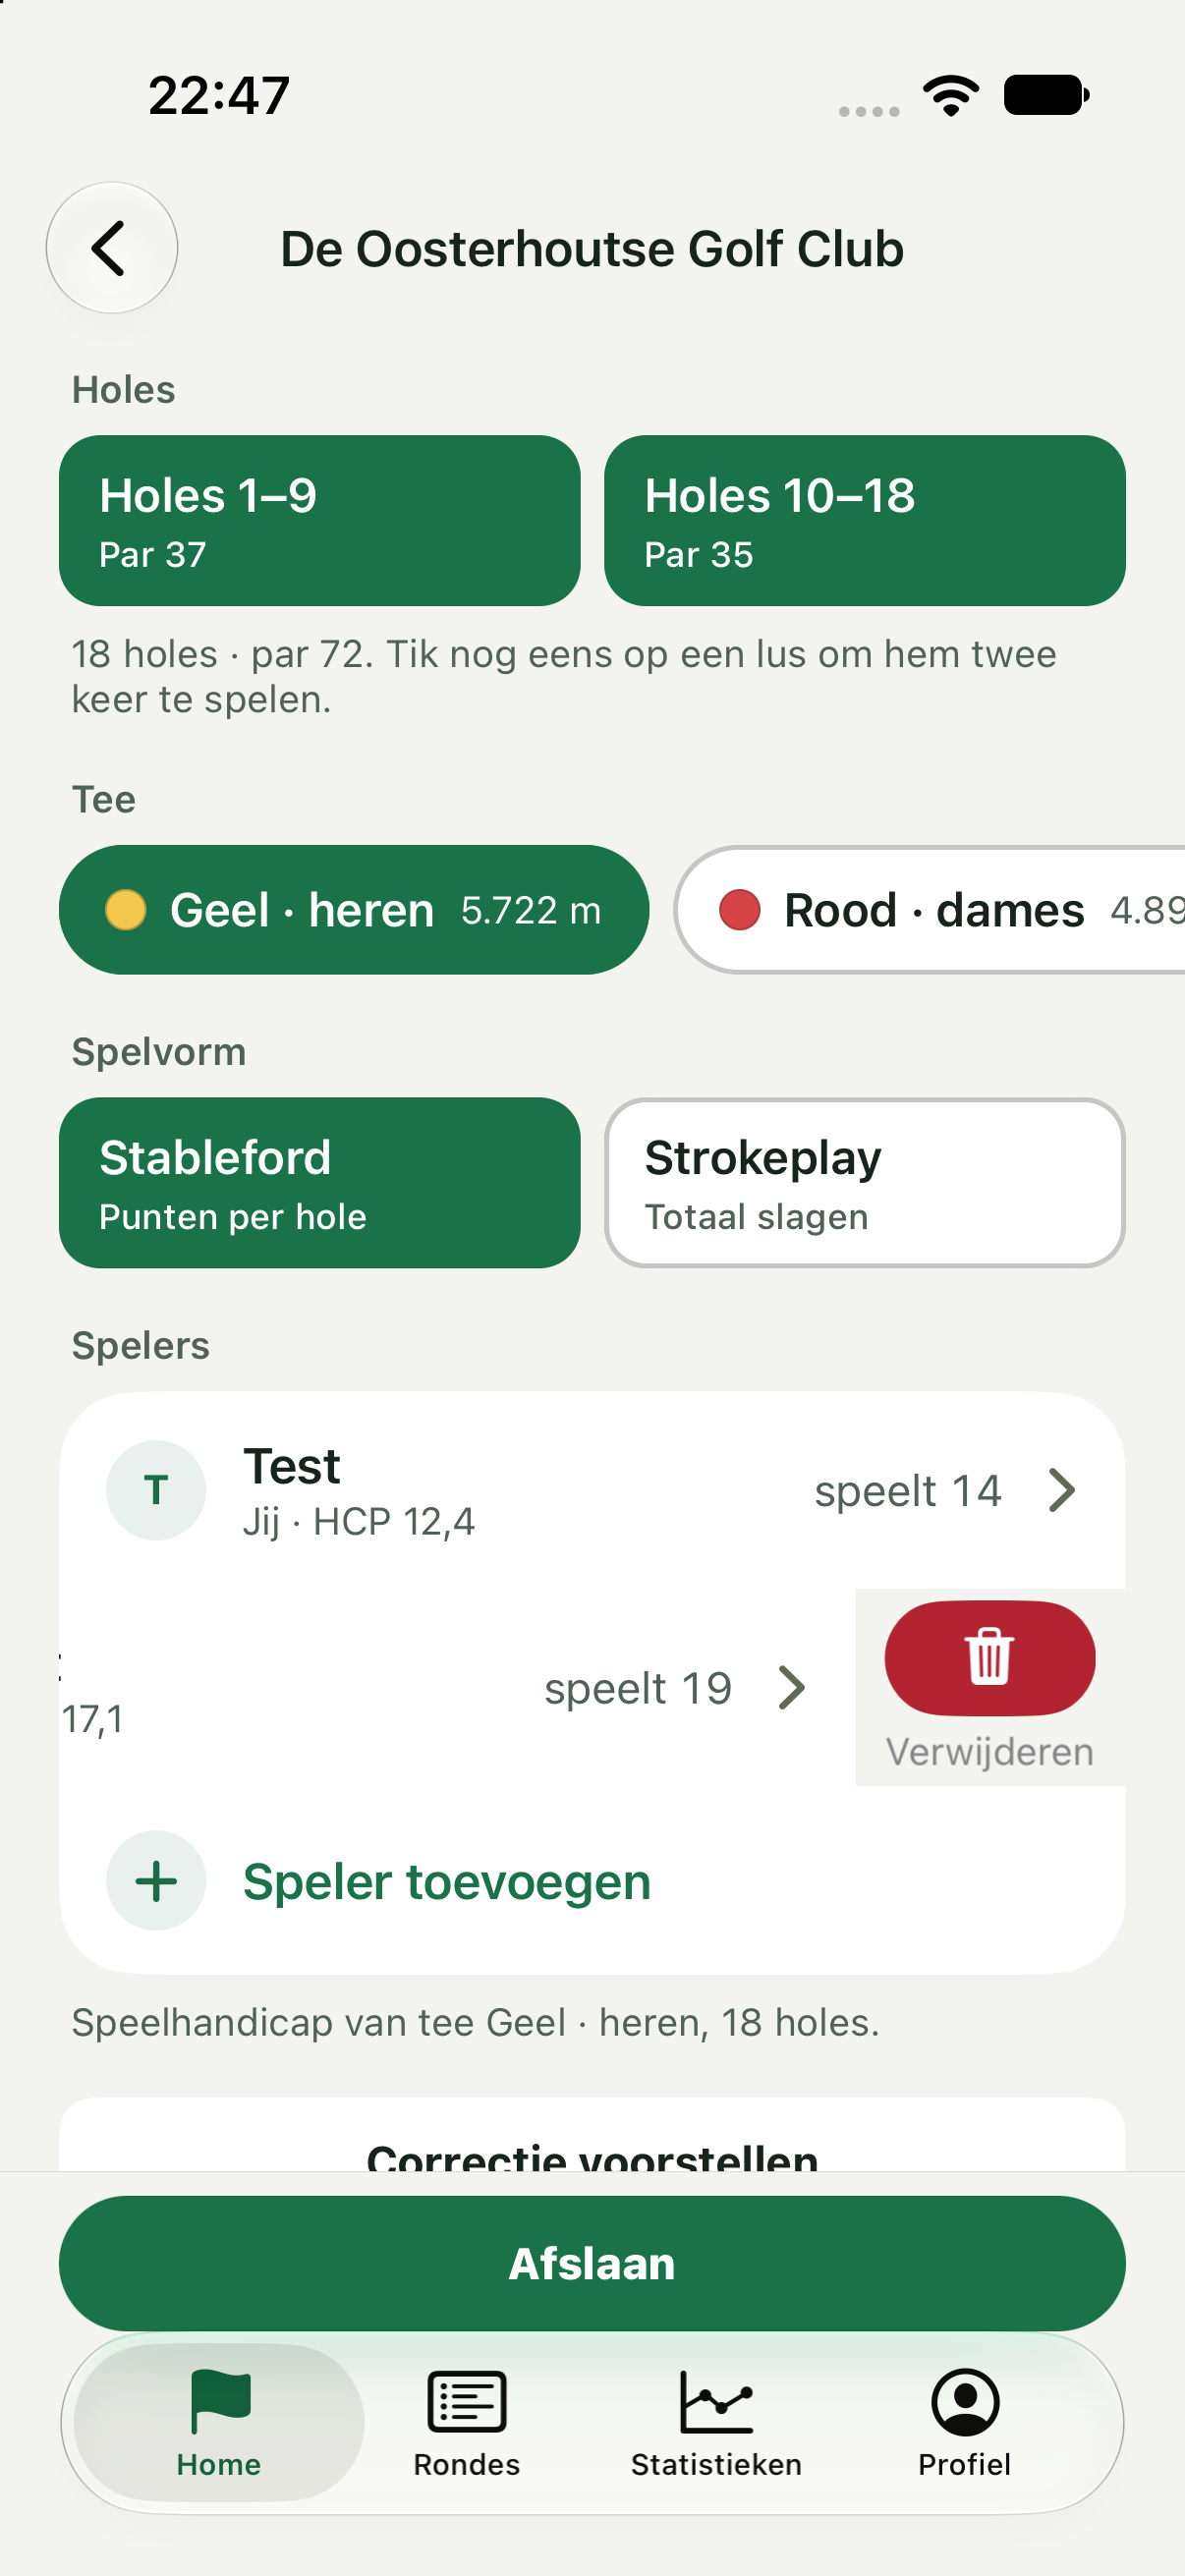 22:47
De Oosterhoutse Golf Club
Holes
Holes 1–9
Par 37
Holes 10–18
Par 35
18 holes · par 72. Tik nog eens op een lus om hem twee
keer te spelen.
Tee
Geel · heren 5.722 m
Rood · dames 4.89
Spelvorm
Stableford
Punten per hole
Strokeplay
Totaal slagen
Spelers
T
Test
Jij · HCP 12,4
speelt 14
17,1
speelt 19
Verwijderen
Speler toevoegen
Speelhandicap van tee Geel · heren, 18 holes.
Correctie voorstellen
Afslaan
Home
Rondes
Statistieken
Profiel